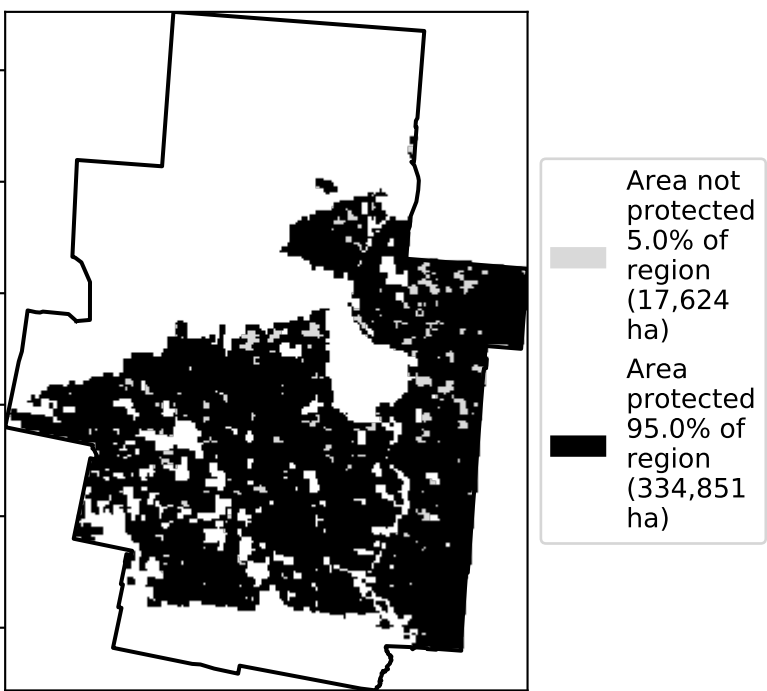 Area not
protected
5.0% of
region
(17,624
ha)
Area
protected
95.0% of
region
(334,851
ha)